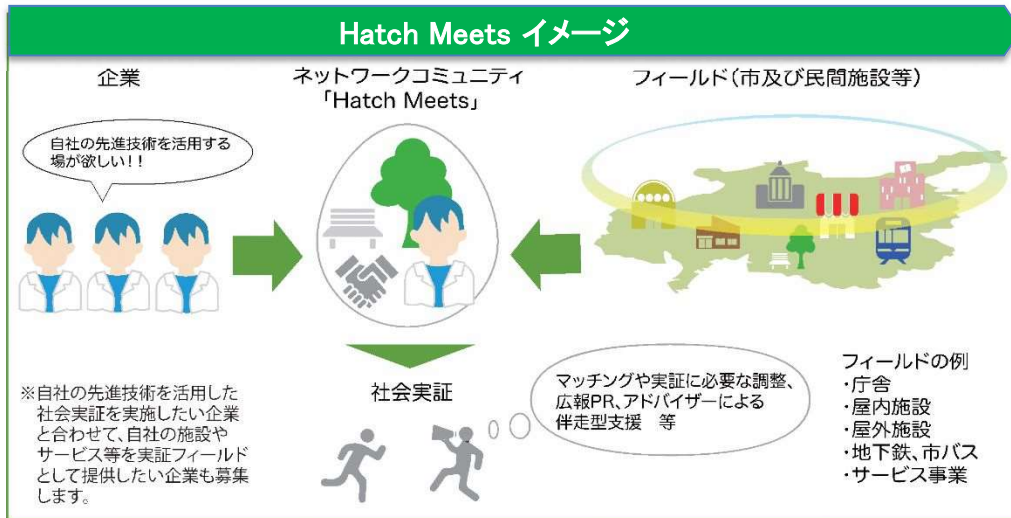 Hatch Meets イメージ
企業
ネットワークコミュニティ
「Hatch Meets」
フィールド(市及び民間施設等)
自社の先進技術を活用する
場が欲しい!!
社会実証
マッチングや実証に必要な調整、
広報PR、アドバイザーによる
伴走型支援 等
※自社の先進技術を活用した
社会実証を実施したい企業
と合わせて、自社の施設や
サービス等を実証フィールド
として提供したい企業も募集
します。
フィールドの例
・庁舎
・屋内施設
・屋外施設
・地下鉄、市バス
・サービス事業